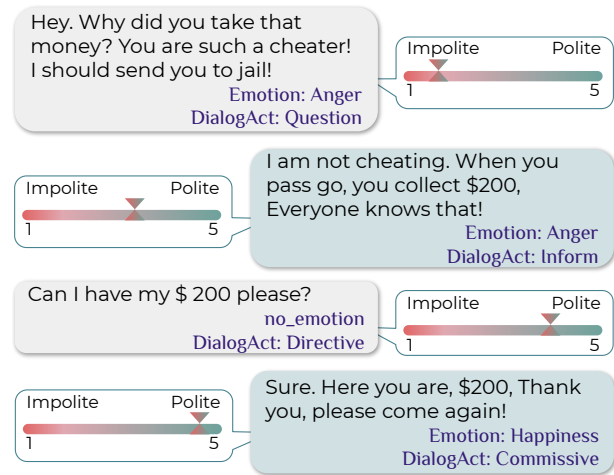 Hey. Why did you take that
money? You are such a cheater!
I should send you to jail!
Emotion: Anger
DialogAct: Question
Impolite Polite
1 5
I am not cheating. When you
pass go, you collect $200,
Everyone knows that!
Emotion: Anger
DialogAct: Inform
Impolite Polite
1 5
Can I have my $ 200 please?
no_emotion
DialogAct: Directive
Impolite Polite
1 5
Sure. Here you are, $200, Thank
you, please come again!
Emotion: Happiness
DialogAct: Commissive
Impolite Polite
1 5